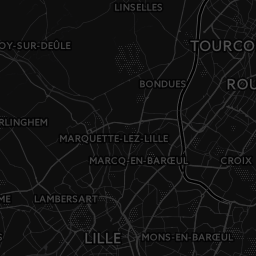 LINSELLES
OY-SUR-DEÛLE
TOURCO
BONDUES
ROU
RLINGHEM
MARQUETTE-LEZ-LILLE
MARCQ-EN-BARŒUL
CROIX
ME
LAMBERSART
LILLE
MONS-EN-BARŒUL
S